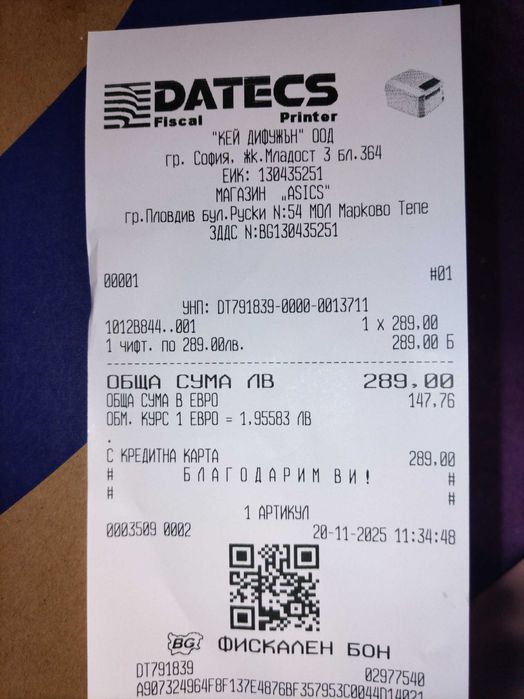 DATECS
Fiscal Printer
"КЕЙ ДИФУЖЪН" ООД
гр. София, жк.Младост 3 бл.364
ЕИК: 130435251
МАГАЗИН „ASICS"
гр.Пловдив бул.Руски N:54 МОЛ Марково Тепе
ЗДДС N:BG130435251
00001 #01
УНП: DT791839-0000-0013711
1012B844..001 1 x 289.00
1 чифт. по 289.00лв. 289.00 Б
ОБЩА СУМА ЛВ 289,00
ОБЩА СУМА В ЕВРО 147.76
ОБМ. КУРС 1 ЕВРО = 1.95583 ЛВ
.
С КРЕДИТНА КАРТА 289.00
# БЛАГОДАРИМ ВИ! #
# #
1 АРТИКУЛ
0003509 0002 20-11-2025 11:34:48
BG ФИСКАЛЕН БОН
DT791839 02977540
A907324964F8F137E4876BF357953C0044D14021